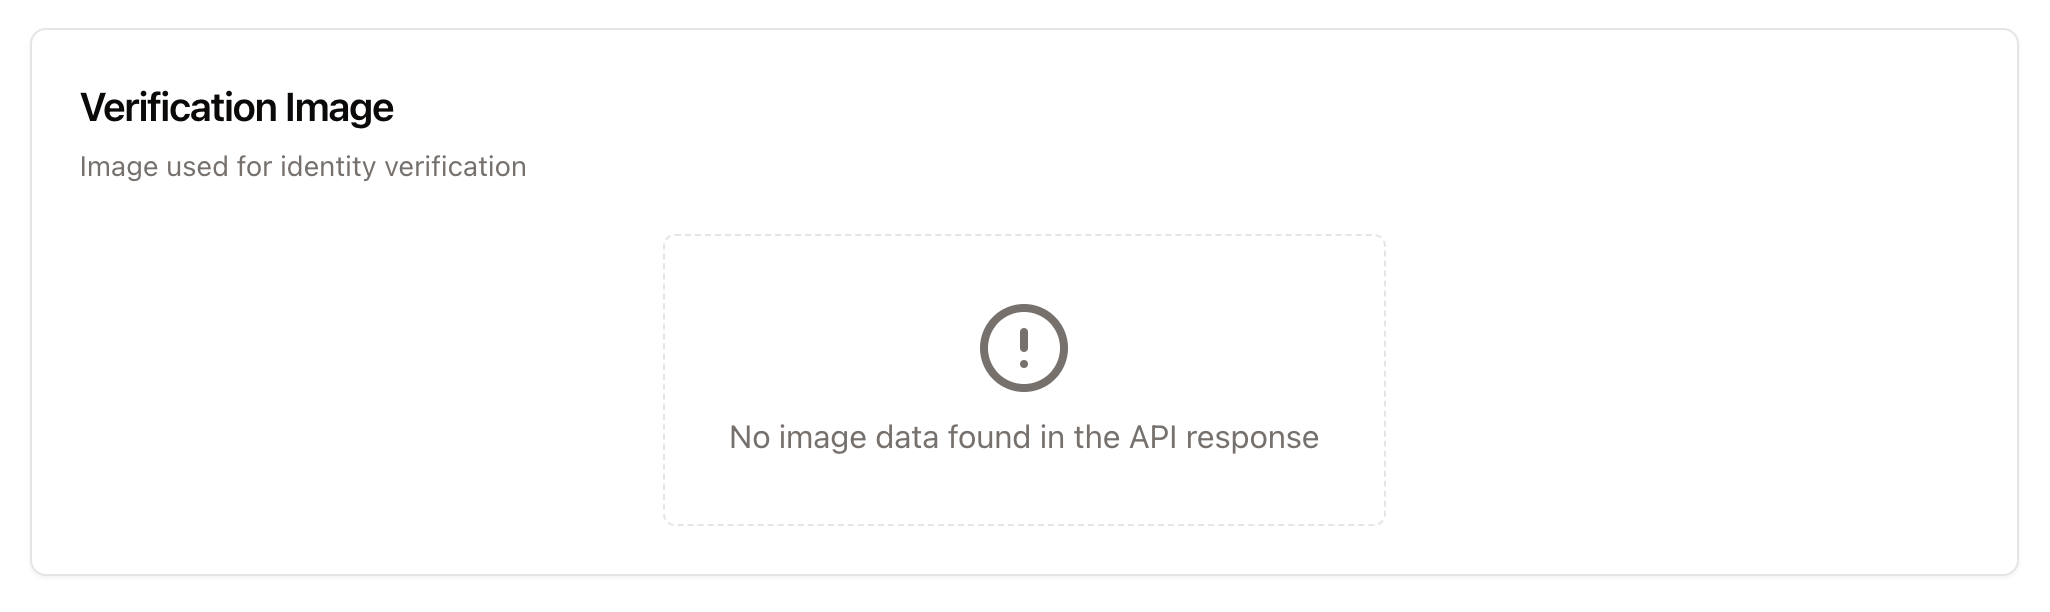 Verification Image
Image used for identity verification
No image data found in the API response